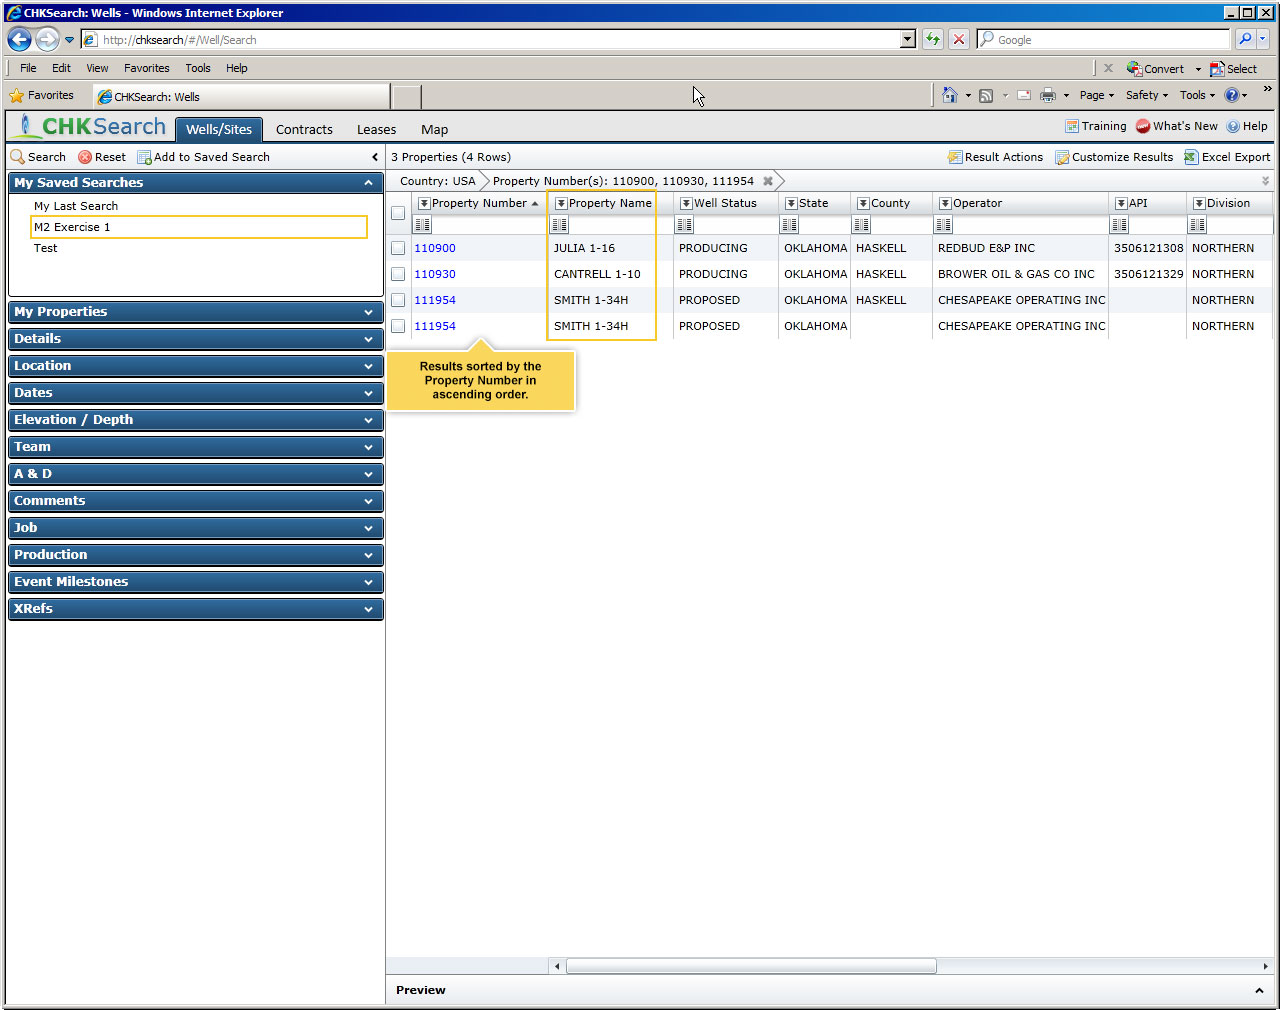 CHKSearch: Wells - Windows Internet Explorer
http://chksearch/#/Well/Search
Google
File Edit View Favorites Tools Help
x Convert Select
Favorites CHKSearch: Wells
Page Safety Tools »
CHKSearch Wells/Sites Contracts Leases Map Training What's New Help
Search Reset Add to Saved Search
3 Properties (4 Rows) Result Actions Customize Results Excel Export
My Saved Searches
My Last Search
M2 Exercise 1
Test
My Properties
Details
Location
Dates
Elevation / Depth
Team
A & D
Comments
Job
Production
Event Milestones
XRefs
Country: USA Property Number(s): 110900, 110930, 111954
Property Number Property Name Well Status State County Operator API Division
110900 JULIA 1-16 PRODUCING OKLAHOMA HASKELL REDBUD E&P INC 3506121308 NORTHERN
110930 CANTRELL 1-10 PRODUCING OKLAHOMA HASKELL BROWER OIL & GAS CO INC 3506121329 NORTHERN
111954 SMITH 1-34H PROPOSED OKLAHOMA HASKELL CHESAPEAKE OPERATING INC NORTHERN
111954 SMITH 1-34H PROPOSED OKLAHOMA CHESAPEAKE OPERATING INC NORTHERN
Results sorted by the
Property Number in
ascending order.
Preview